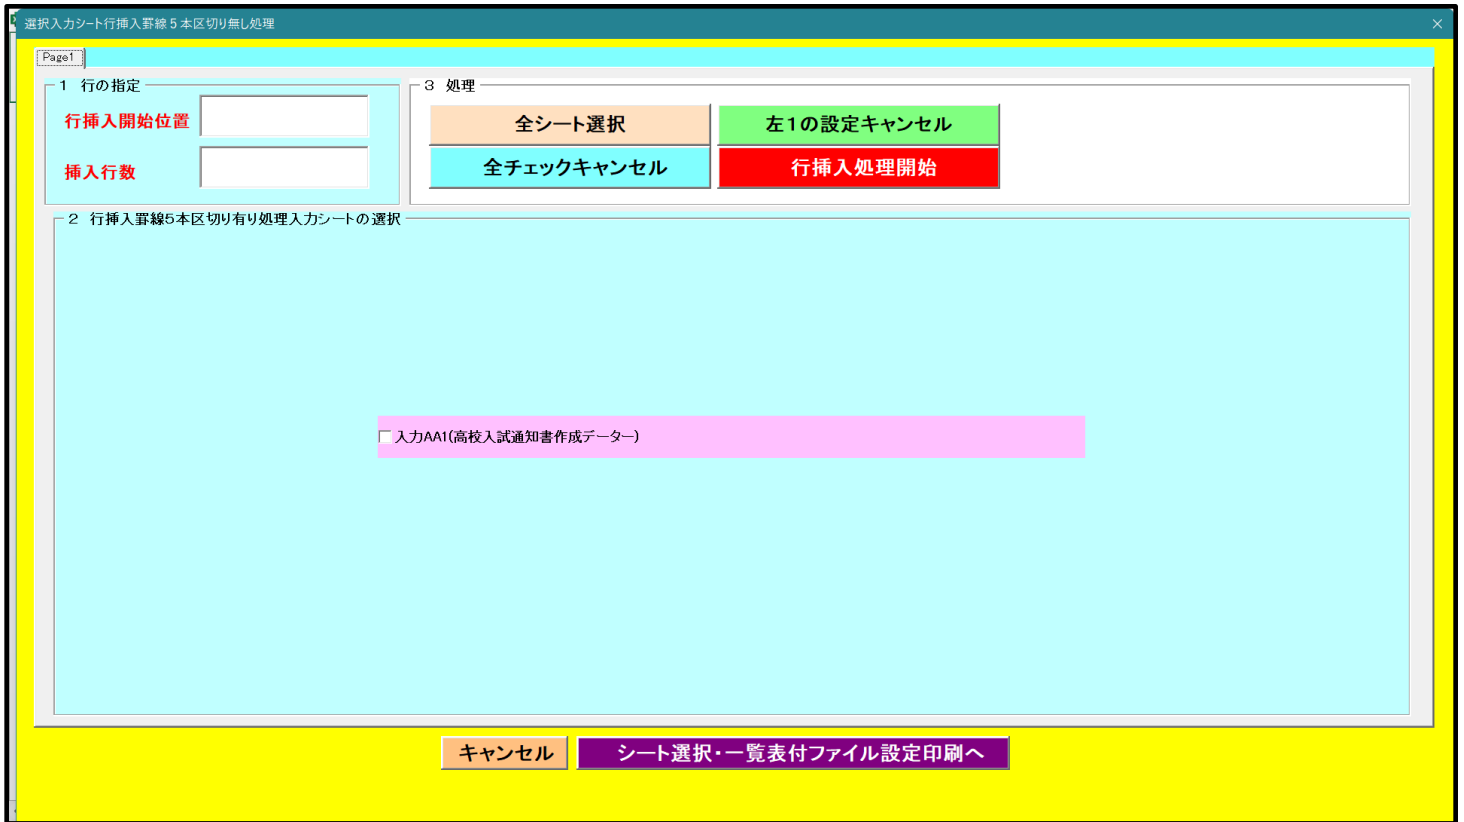 選択入力シート行挿入罫線５本区切り無し処理
Page1
１ 行の指定
行挿入開始位置
挿入行数
３ 処理
全シート選択
左１の設定キャンセル
全チェックキャンセル
行挿入処理開始
２ 行挿入罫線5本区切り有り処理入力シートの選択
入力AA1(高校入試通知書作成データー)
キャンセル
シート選択・一覧表付ファイル設定印刷へ